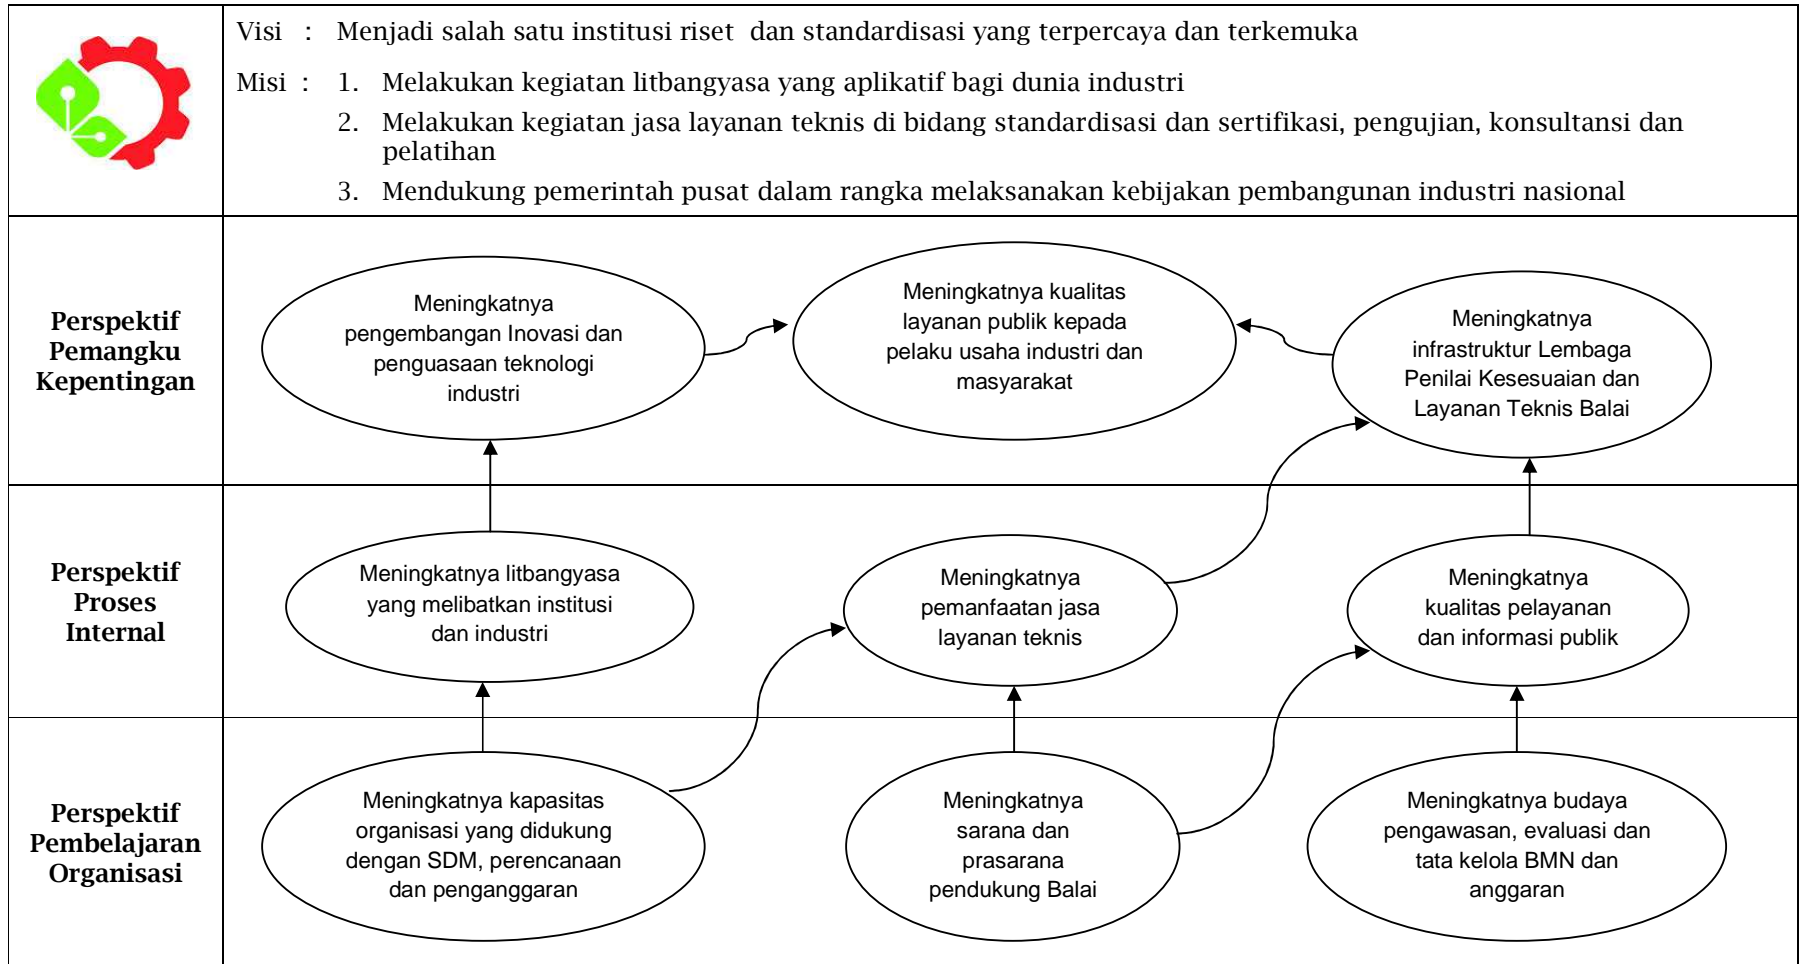 Visi : Menjadi salah satu institusi riset dan standardisasi yang terpercaya dan terkemuka
Misi : 1. Melakukan kegiatan litbangyasa yang aplikatif bagi dunia industri
2. Melakukan kegiatan jasa layanan teknis di bidang standardisasi dan sertifikasi, pengujian, konsultansi dan
pelatihan
3. Mendukung pemerintah pusat dalam rangka melaksanakan kebijakan pembangunan industri nasional
Perspektif
Pemangku
Kepentingan
Meningkatnya
pengembangan Inovasi dan
penguasaan teknologi
industri
Meningkatnya kualitas
layanan publik kepada
pelaku usaha industri dan
masyarakat
Meningkatnya
infrastruktur Lembaga
Penilai Kesesuaian dan
Layanan Teknis Balai
Perspektif
Proses
Internal
Meningkatnya litbangyasa
yang melibatkan institusi
dan industri
Meningkatnya
pemanfaatan jasa
layanan teknis
Meningkatnya
kualitas pelayanan
dan informasi publik
Perspektif
Pembelajaran
Organisasi
Meningkatnya kapasitas
organisasi yang didukung
dengan SDM, perencanaan
dan penganggaran
Meningkatnya
sarana dan
prasarana
pendukung Balai
Meningkatnya budaya
pengawasan, evaluasi dan
tata kelola BMN dan
anggaran